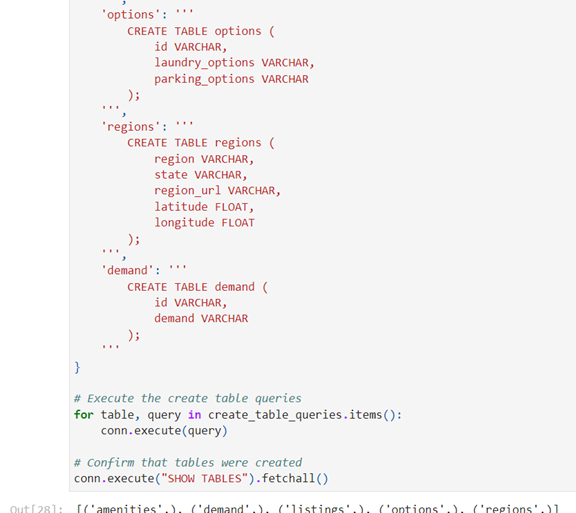 'options': '''
CREATE TABLE options (
id VARCHAR,
laundry_options VARCHAR,
parking_options VARCHAR
);
''',
'regions': '''
CREATE TABLE regions (
region VARCHAR,
state VARCHAR,
region_url VARCHAR,
latitude FLOAT,
longitude FLOAT
);
''',
'demand': '''
CREATE TABLE demand (
id VARCHAR,
demand VARCHAR
);
'''
}
# Execute the create table queries
for table, query in create_table_queries.items():
conn.execute(query)
# Confirm that tables were created
conn.execute("SHOW TABLES").fetchall()
Out[28]: [('amenities',), ('demand',), ('listings',), ('options',), ('regions',)]